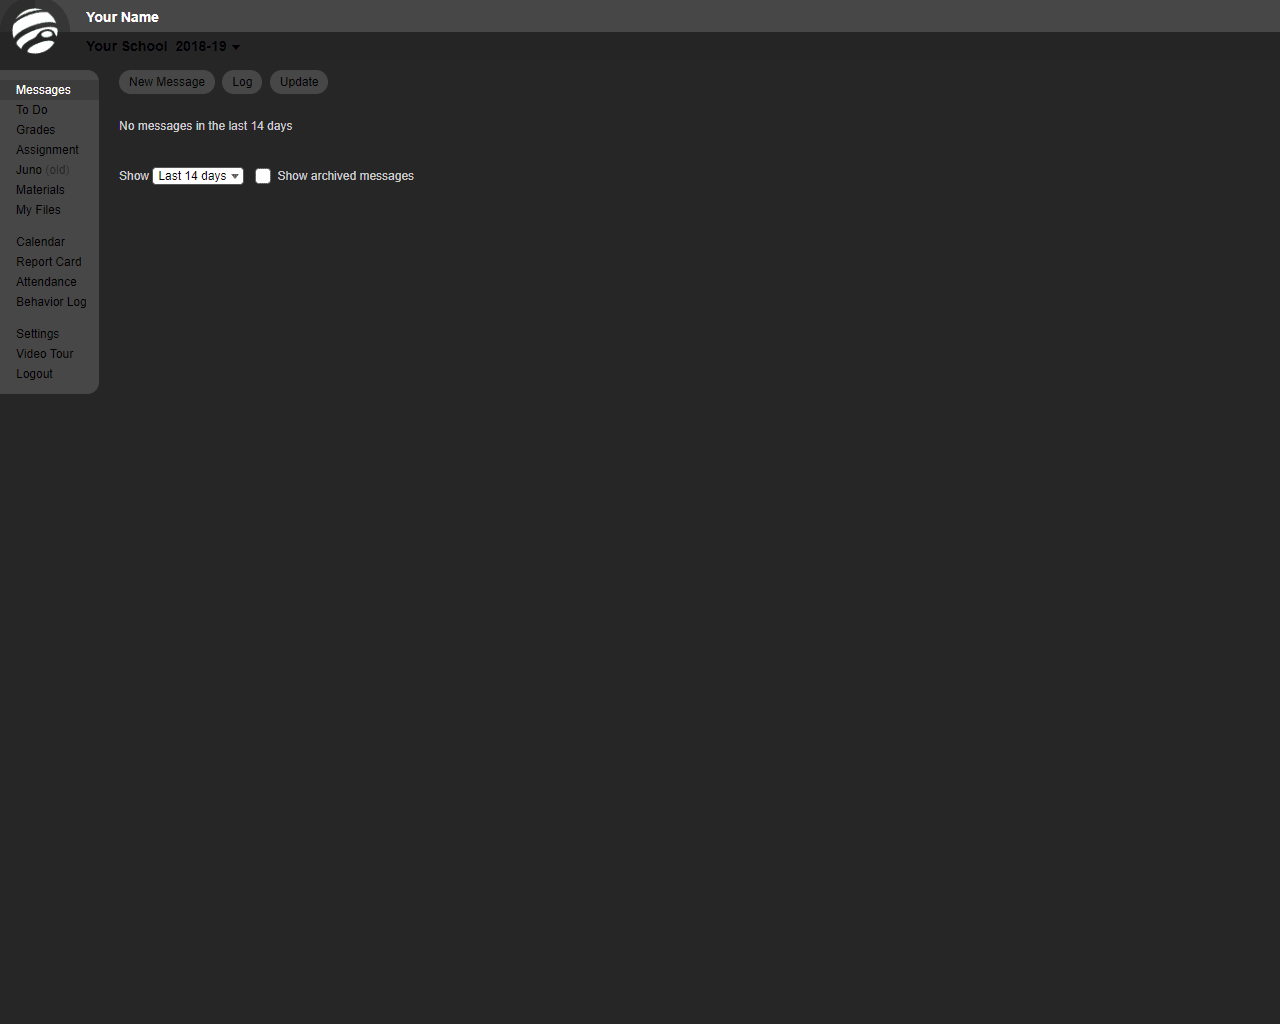 Your Name
Your School 2018-19
Messages
To Do
Grades
Assignment
Juno (old)
Materials
My Files
Calendar
Report Card
Attendance
Behavior Log
Settings
Video Tour
Logout
New Message Log Update
No messages in the last 14 days
Show Last 14 days Show archived messages